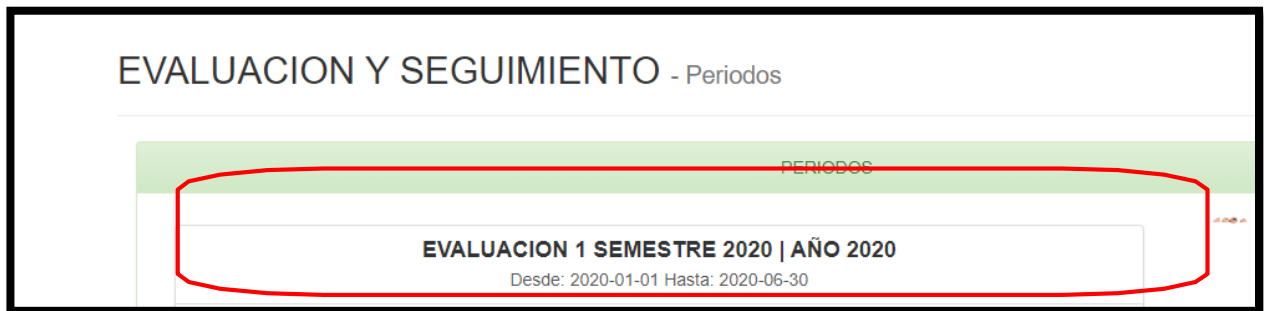 EVALUACION Y SEGUIMIENTO - Periodos
PERIODOS
EVALUACION 1 SEMESTRE 2020 | AÑO 2020
Desde: 2020-01-01 Hasta: 2020-06-30